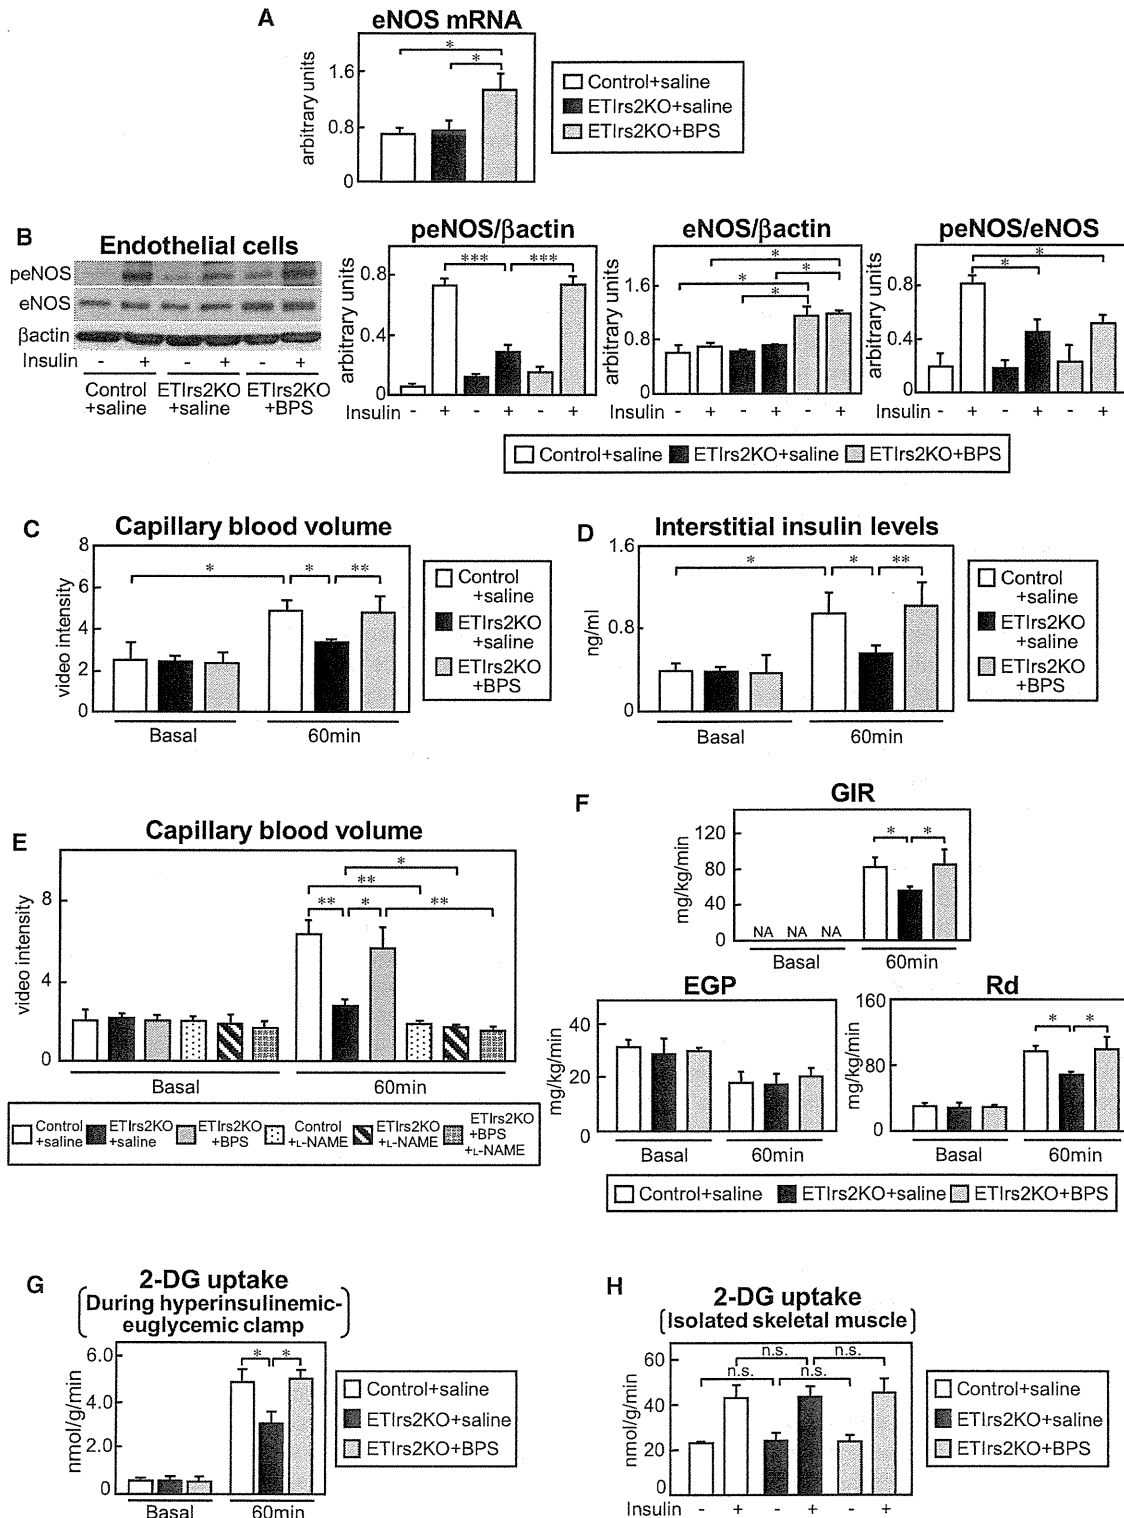 A
eNOS mRNA
arbitrary units
1.6
0.8
0
*
*
Control+saline
ETIrs2KO+saline
ETIrs2KO+BPS
B
Endothelial cells
peNOS
eNOS
βactin
Insulin - + - + - +
Control +saline
ETIrs2KO +saline
ETIrs2KO +BPS
peNOS/βactin
arbitrary units
0.8
0.4
0
***
***
Insulin - + - + - +
eNOS/βactin
arbitrary units
1.6
0.8
0
*
*
*
*
Insulin - + - + - +
peNOS/eNOS
arbitrary units
0.8
0.4
0
*
*
Insulin - + - + - +
Control+saline ETIrs2KO+saline ETIrs2KO+BPS
C
Capillary blood volume
video intensity
8
6
4
2
0
* * **
Basal 60min
Control +saline
ETIrs2KO +saline
ETIrs2KO +BPS
D
Interstitial insulin levels
ng/ml
1.6
0.8
0
* * **
Basal 60min
Control +saline
ETIrs2KO +saline
ETIrs2KO +BPS
E
Capillary blood volume
video intensity
8
4
0
*
**
** * **
Basal 60min
Control +saline
ETIrs2KO +saline
ETIrs2KO +BPS
Control +L-NAME
ETIrs2KO +L-NAME
ETIrs2KO +BPS +L-NAME
F
GIR
mg/kg/min
120
80
40
0
* *
NA NA NA
Basal 60min
EGP
mg/kg/min
40
20
0
Basal 60min
Rd
mg/kg/min
160
80
0
* *
Basal 60min
Control+saline ETIrs2KO+saline ETIrs2KO+BPS
G
2-DG uptake
During hyperinsulinemic-
euglycemic clamp
nmol/g/min
6.0
4.0
2.0
0
* *
Basal 60min
Control+saline
ETIrs2KO+saline
ETIrs2KO+BPS
H
2-DG uptake
[Isolated skeletal muscle]
nmol/g/min
60
40
20
0
n.s. n.s.
n.s. n.s.
Insulin - + - + - +
Control+saline
ETIrs2KO+saline
ETIrs2KO+BPS